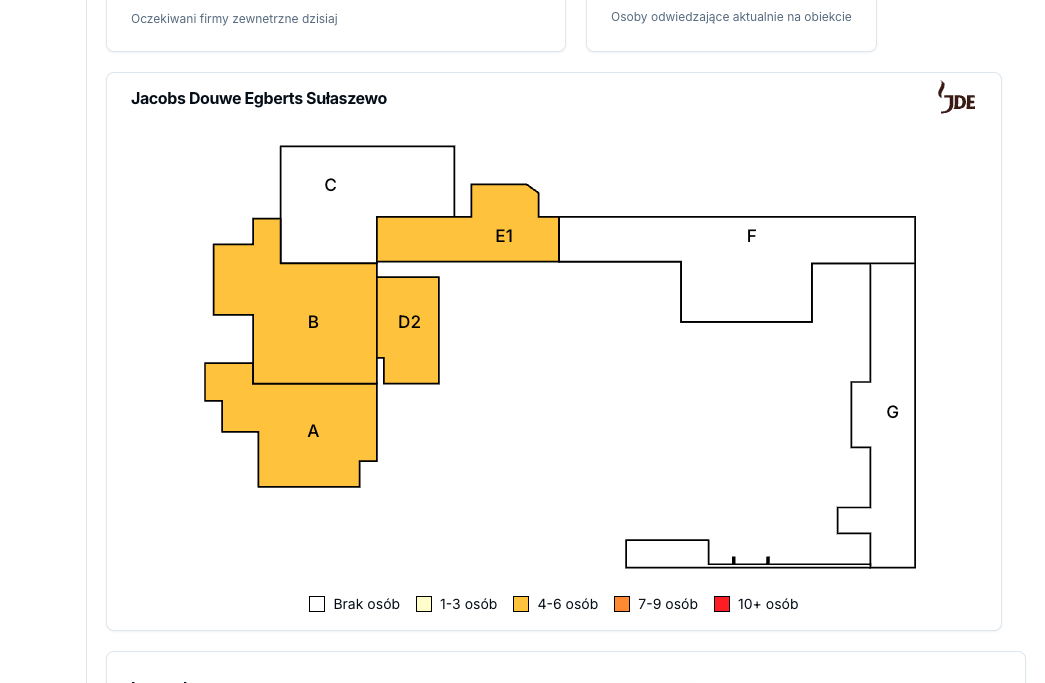 Oczekiwani firmy zewnetrzne dzisiaj
Osoby odwiedzające aktualnie na obiekcie
Jacobs Douwe Egberts Sułaszewo
JDE
C
E1
F
B
D2
G
A
Brak osób
1-3 osób
4-6 osób
7-9 osób
10+ osób